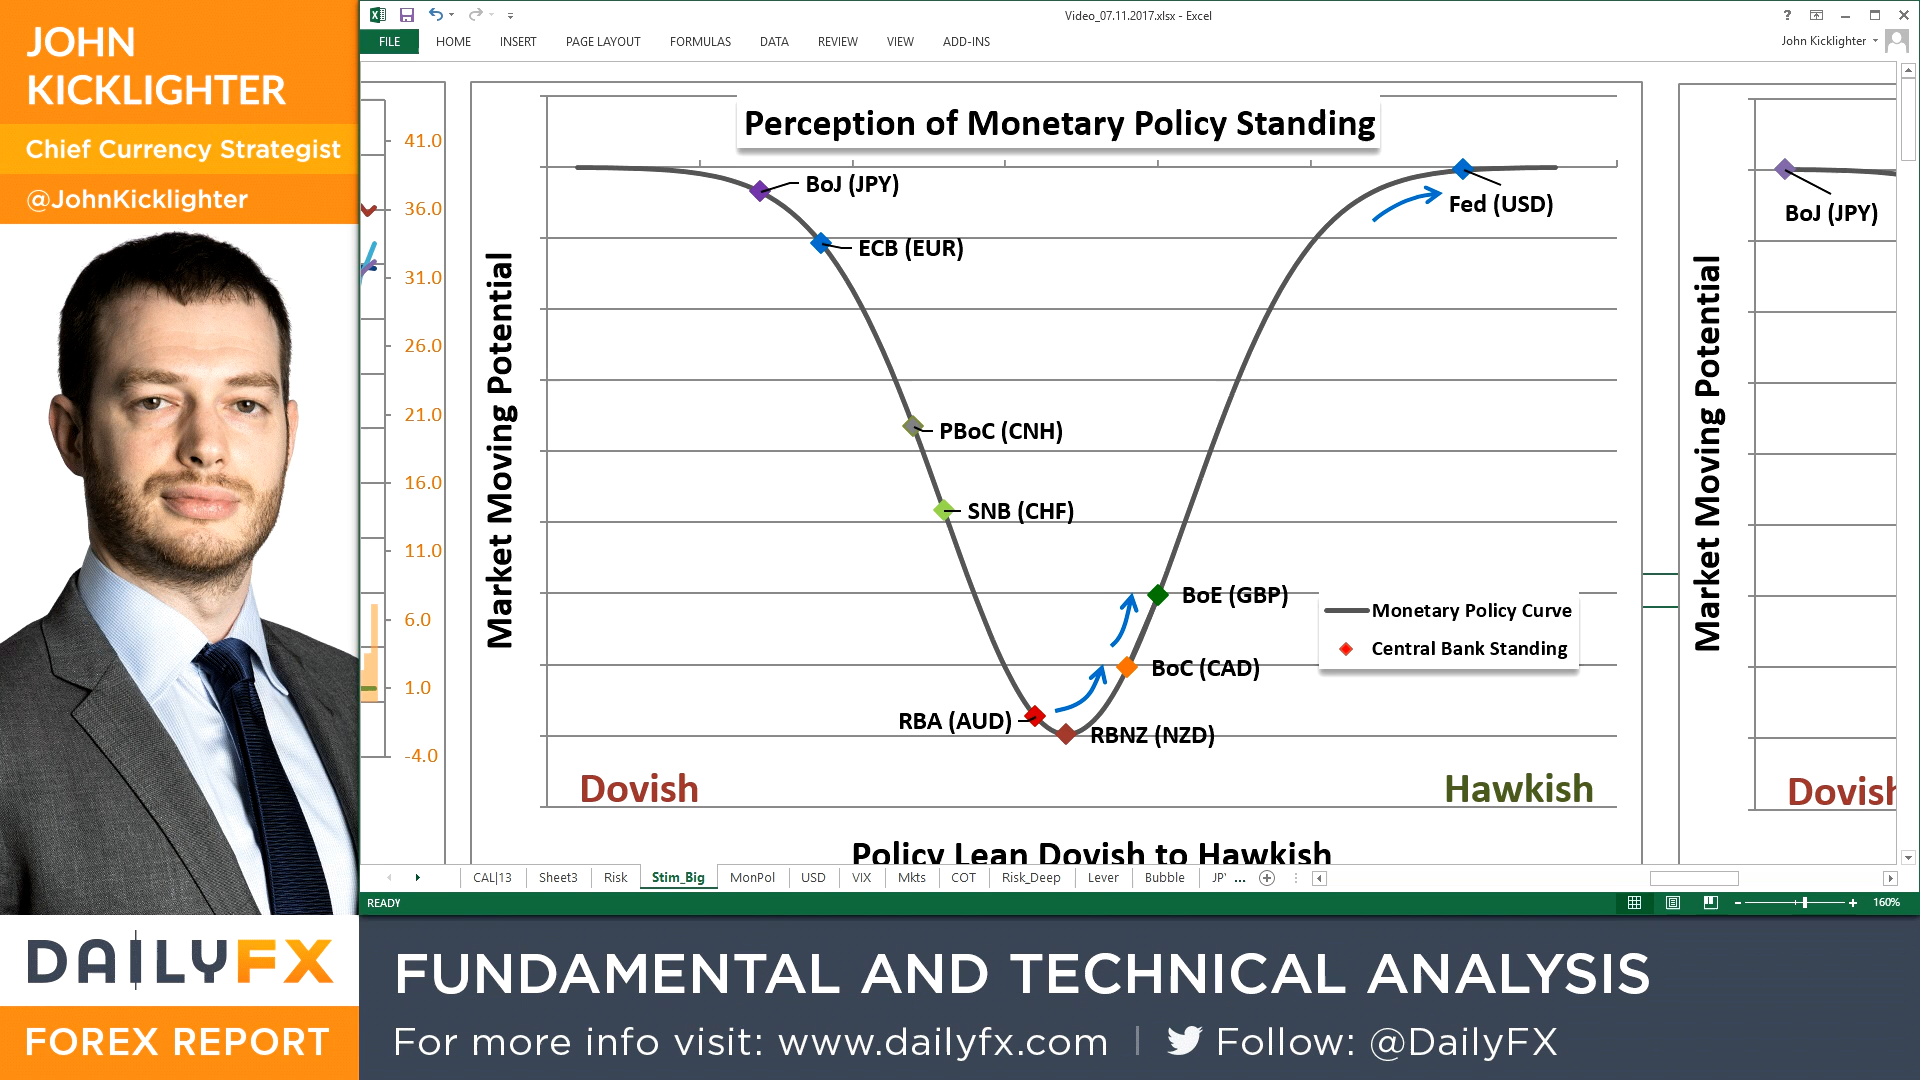 JOHN
KICKLIGHTER
Chief Currency Strategist
@JohnKicklighter
DAILYFX
FOREX REPORT
Video_07.11.2017.xlsx - Excel
?
FILE HOME INSERT PAGE LAYOUT FORMULAS DATA REVIEW VIEW ADD-INS
John Kicklighter
41.0
36.0
31.0
26.0
21.0
16.0
11.0
6.0
1.0
-4.0
Perception of Monetary Policy Standing
Market Moving Potential
BoJ (JPY)
ECB (EUR)
PBoC (CNH)
SNB (CHF)
RBA (AUD)
RBNZ (NZD)
BoC (CAD)
BoE (GBP)
Fed (USD)
Monetary Policy Curve
Central Bank Standing
Dovish
Hawkish
Policy Lean Dovish to Hawkish
Market Moving Potential
BoJ (JPY)
Dovish
CAL|13 Sheet3 Risk Stim_Big MonPol USD VIX Mkts COT Risk_Deep Lever Bubble JP' ...
READY
160%
FUNDAMENTAL AND TECHNICAL ANALYSIS
For more info visit: www.dailyfx.com | Follow: @DailyFX